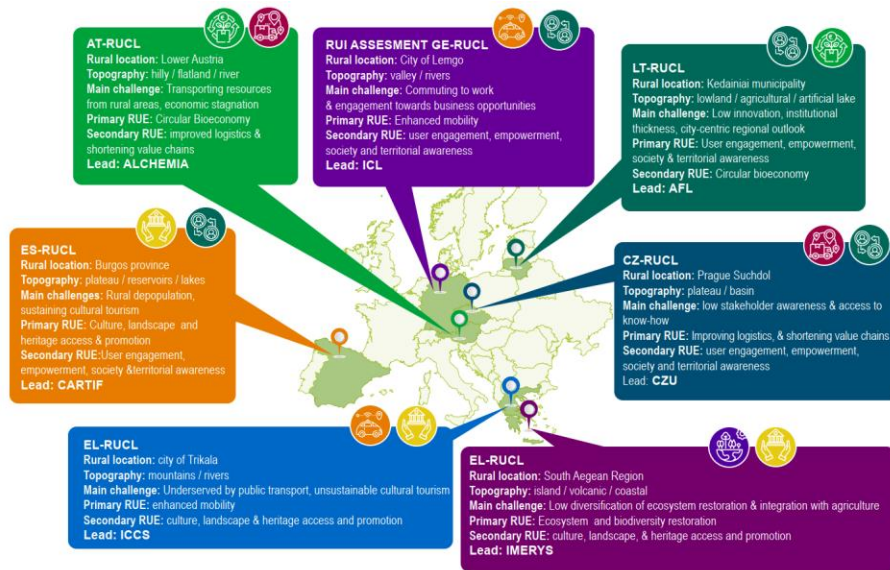 AT-RUCL
Rural location: Lower Austria
Topography: hilly / flatland / river
Main challenge: Transporting resources
from rural areas, economic stagnation
Primary RUE: Circular Bioeconomy
Secondary RUE: improved logistics &
shortening value chains
Lead: ALCHEMIA
RUI ASSESMENT GE-RUCL
Rural location: City of Lemgo
Topography: valley / rivers
Main challenge: Commuting to work
& engagement towards business opportunities
Primary RUE: Enhanced mobility
Secondary RUE: user engagement, empowerment,
society and territorial awareness
Lead: ICL
LT-RUCL
Rural location: Kedainiai municipality
Topography: lowland / agricultural / artificial lake
Main challenge: Low innovation, institutional
thickness, city-centric regional outlook
Primary RUE: User engagement, empowerment,
society & territorial awareness
Secondary RUE: Circular bioeconomy
Lead: AFL
ES-RUCL
Rural location: Burgos province
Topography: plateau / reservoirs / lakes
Main challenges: Rural depopulation,
sustaining cultural tourism
Primary RUE: Culture, landscape and
heritage access & promotion
Secondary RUE:User engagement,
empowerment, society &territorial awareness
Lead: CARTIF
CZ-RUCL
Rural location: Prague Suchdol
Topography: plateau / basin
Main challenge: low stakeholder awareness & access to
know-how
Primary RUE: Improving logistics, & shortening value chains
Secondary RUE: user engagement, empowerment,
society and territorial awareness
Lead: CZU
EL-RUCL
Rural location: city of Trikala
Topography: mountains / rivers
Main challenge: Underserved by public transport, unsustainable cultural tourism
Primary RUE: enhanced mobility
Secondary RUE: culture, landscape & heritage access and promotion
Lead: ICCS
EL-RUCL
Rural location: South Aegean Region
Topography: island / volcanic / coastal
Main challenge: Low diversification of ecosystem restoration & integration with agriculture
Primary RUE: Ecosystem and biodiversity restoration
Secondary RUE: culture, landscape, & heritage access and promotion
Lead: IMERYS